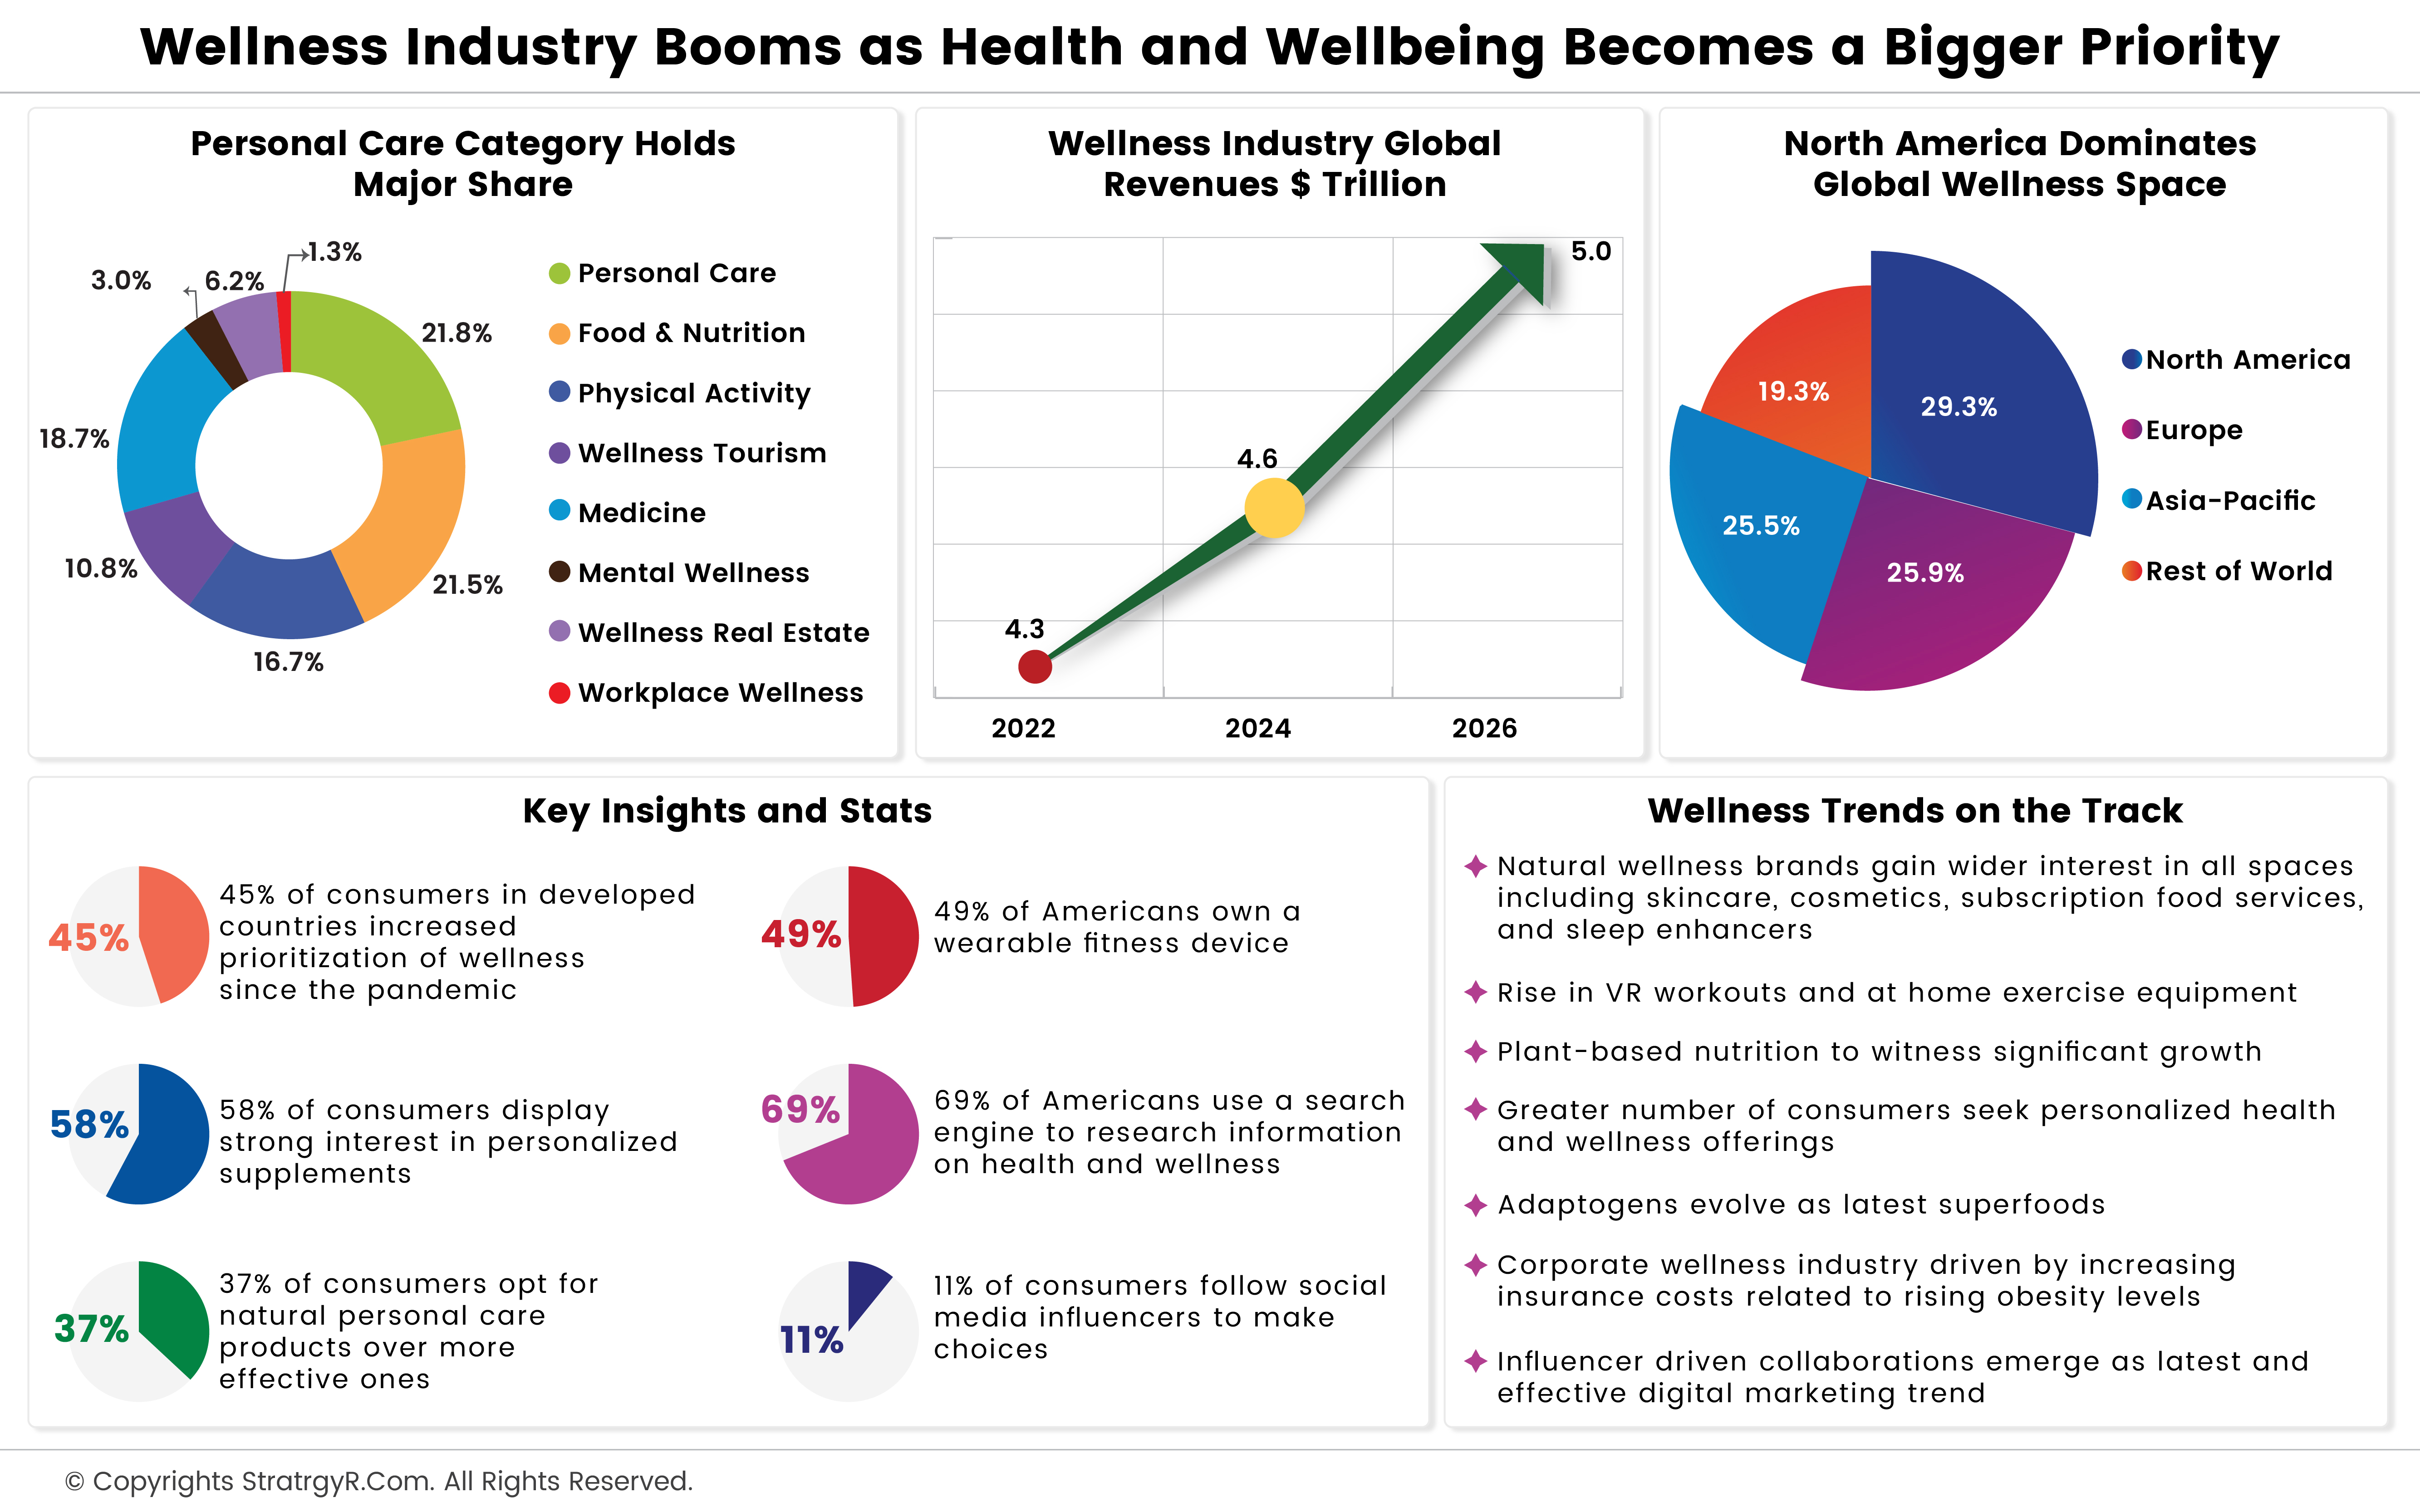 Wellness Industry Booms as Health and Wellbeing Becomes a Bigger Priority
Personal Care Category Holds
Major Share
1.3%
3.0%
6.2%
21.8%
18.7%
10.8%
21.5%
16.7%
Personal Care
Food & Nutrition
Physical Activity
Wellness Tourism
Medicine
Mental Wellness
Wellness Real Estate
Workplace Wellness
Wellness Industry Global
Revenues $ Trillion
5.0
4.6
4.3
2022
2024
2026
North America Dominates
Global Wellness Space
19.3%
29.3%
25.5%
25.9%
North America
Europe
Asia-Pacific
Rest of World
Key Insights and Stats
45%
45% of consumers in developed
countries increased
prioritization of wellness
since the pandemic
49%
49% of Americans own a
wearable fitness device
58%
58% of consumers display
strong interest in personalized
supplements
69%
69% of Americans use a search
engine to research information
on health and wellness
37%
37% of consumers opt for
natural personal care
products over more
effective ones
11%
11% of consumers follow social
media influencers to make
choices
Wellness Trends on the Track
Natural wellness brands gain wider interest in all spaces
including skincare, cosmetics, subscription food services,
and sleep enhancers
Rise in VR workouts and at home exercise equipment
Plant-based nutrition to witness significant growth
Greater number of consumers seek personalized health
and wellness offerings
Adaptogens evolve as latest superfoods
Corporate wellness industry driven by increasing
insurance costs related to rising obesity levels
Influencer driven collaborations emerge as latest and
effective digital marketing trend
© Copyrights StratrgyR.Com. All Rights Reserved.